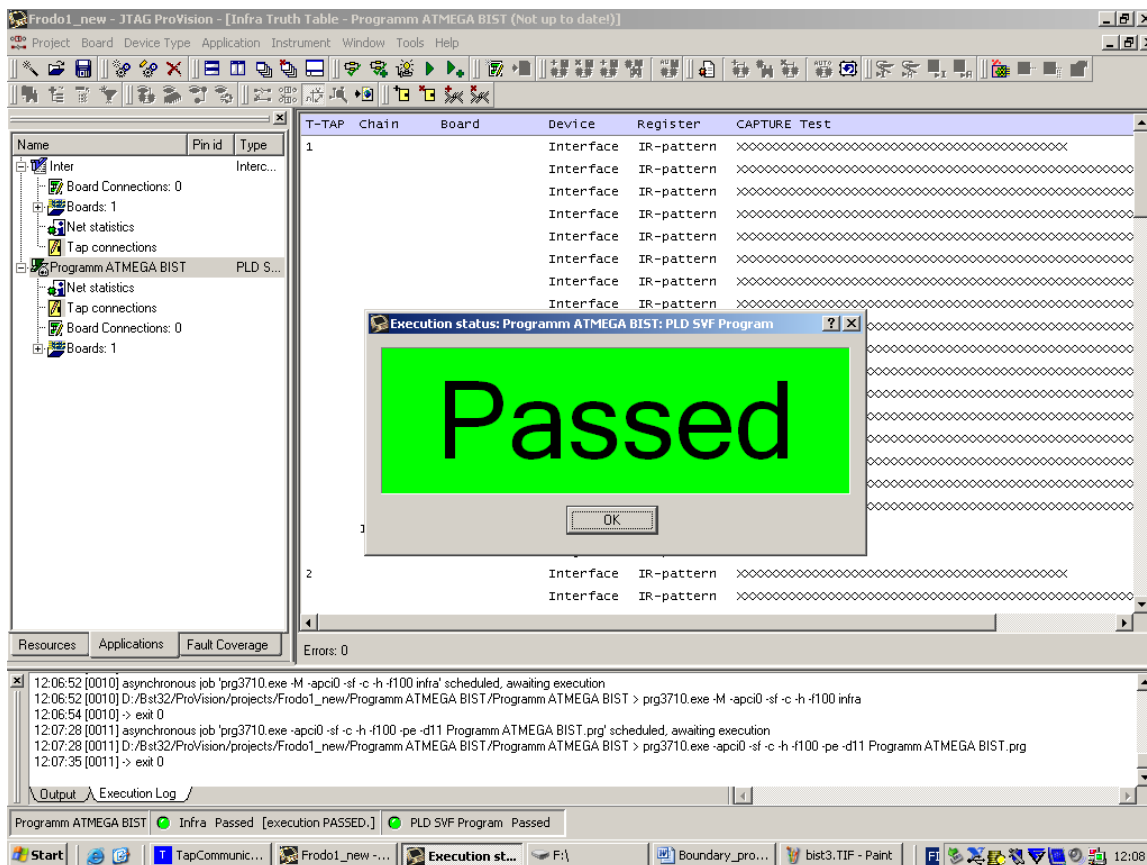 Frodo1_new - JTAG ProVision - [Infra Truth Table - Programm ATMEGA BIST (Not up to date!)]
Project Board Device Type Application Instrument Window Tools Help
Name Pin id Type
Inter Interc...
Board Connections: 0
Boards: 1
Net statistics
Tap connections
Programm ATMEGA BIST PLD S...
Net statistics
Tap connections
Board Connections: 0
Boards: 1
Resources Applications Fault Coverage
T-TAP Chain Board Device Register CAPTURE Test
1 Interface IR-pattern
Interface IR-pattern
Interface IR-pattern
Interface IR-pattern
Interface IR-pattern
Interface IR-pattern
Interface IR-pattern
Interface IR-pattern
Execution status: Programm ATMEGA BIST: PLD SVF Program
Passed
OK
2 Interface IR-pattern
Interface IR-pattern
Errors: 0
12:06:52 [0010] asynchronous job 'prg3710.exe -M -apci0 -sf -c -h -f100 infra' scheduled, awaiting execution
12:06:52 [0010] D:/Bst32/ProVision/projects/Frodo1_new/Programm ATMEGA BIST/Programm ATMEGA BIST > prg3710.exe -M -apci0 -sf -c -h -f100 infra
12:06:54 [0010] -> exit 0
12:07:28 [0011] asynchronous job 'prg3710.exe -apci0 -sf -c -h -f100 -pe -d11 Programm ATMEGA BIST.prg' scheduled, awaiting execution
12:07:28 [0011] D:/Bst32/ProVision/projects/Frodo1_new/Programm ATMEGA BIST/Programm ATMEGA BIST > prg3710.exe -apci0 -sf -c -h -f100 -pe -d11 Programm ATMEGA BIST.prg
12:07:35 [0011] -> exit 0
Output Execution Log
Programm ATMEGA BIST Infra Passed [execution PASSED.] PLD SVF Program Passed
Start TapCommunic... Frodo1_new -... Execution st... F:\ Boundary_pro... bist3.TIF - Paint FI